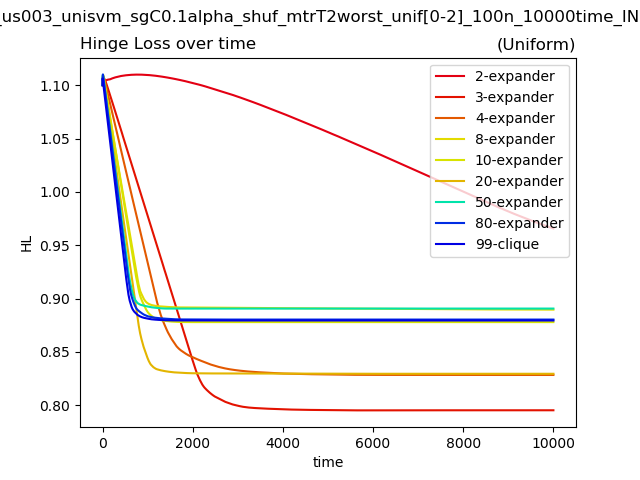 _us003_unisvm_sgC0.1alpha_shuf_mtrT2worst_unif[0-2]_100n_10000time_IN
Hinge Loss over time
(Uniform)
2-expander
3-expander
4-expander
8-expander
10-expander
20-expander
50-expander
80-expander
99-clique
1.10
1.05
1.00
0.95
0.90
0.85
0.80
HL
0
2000
4000
6000
8000
10000
time